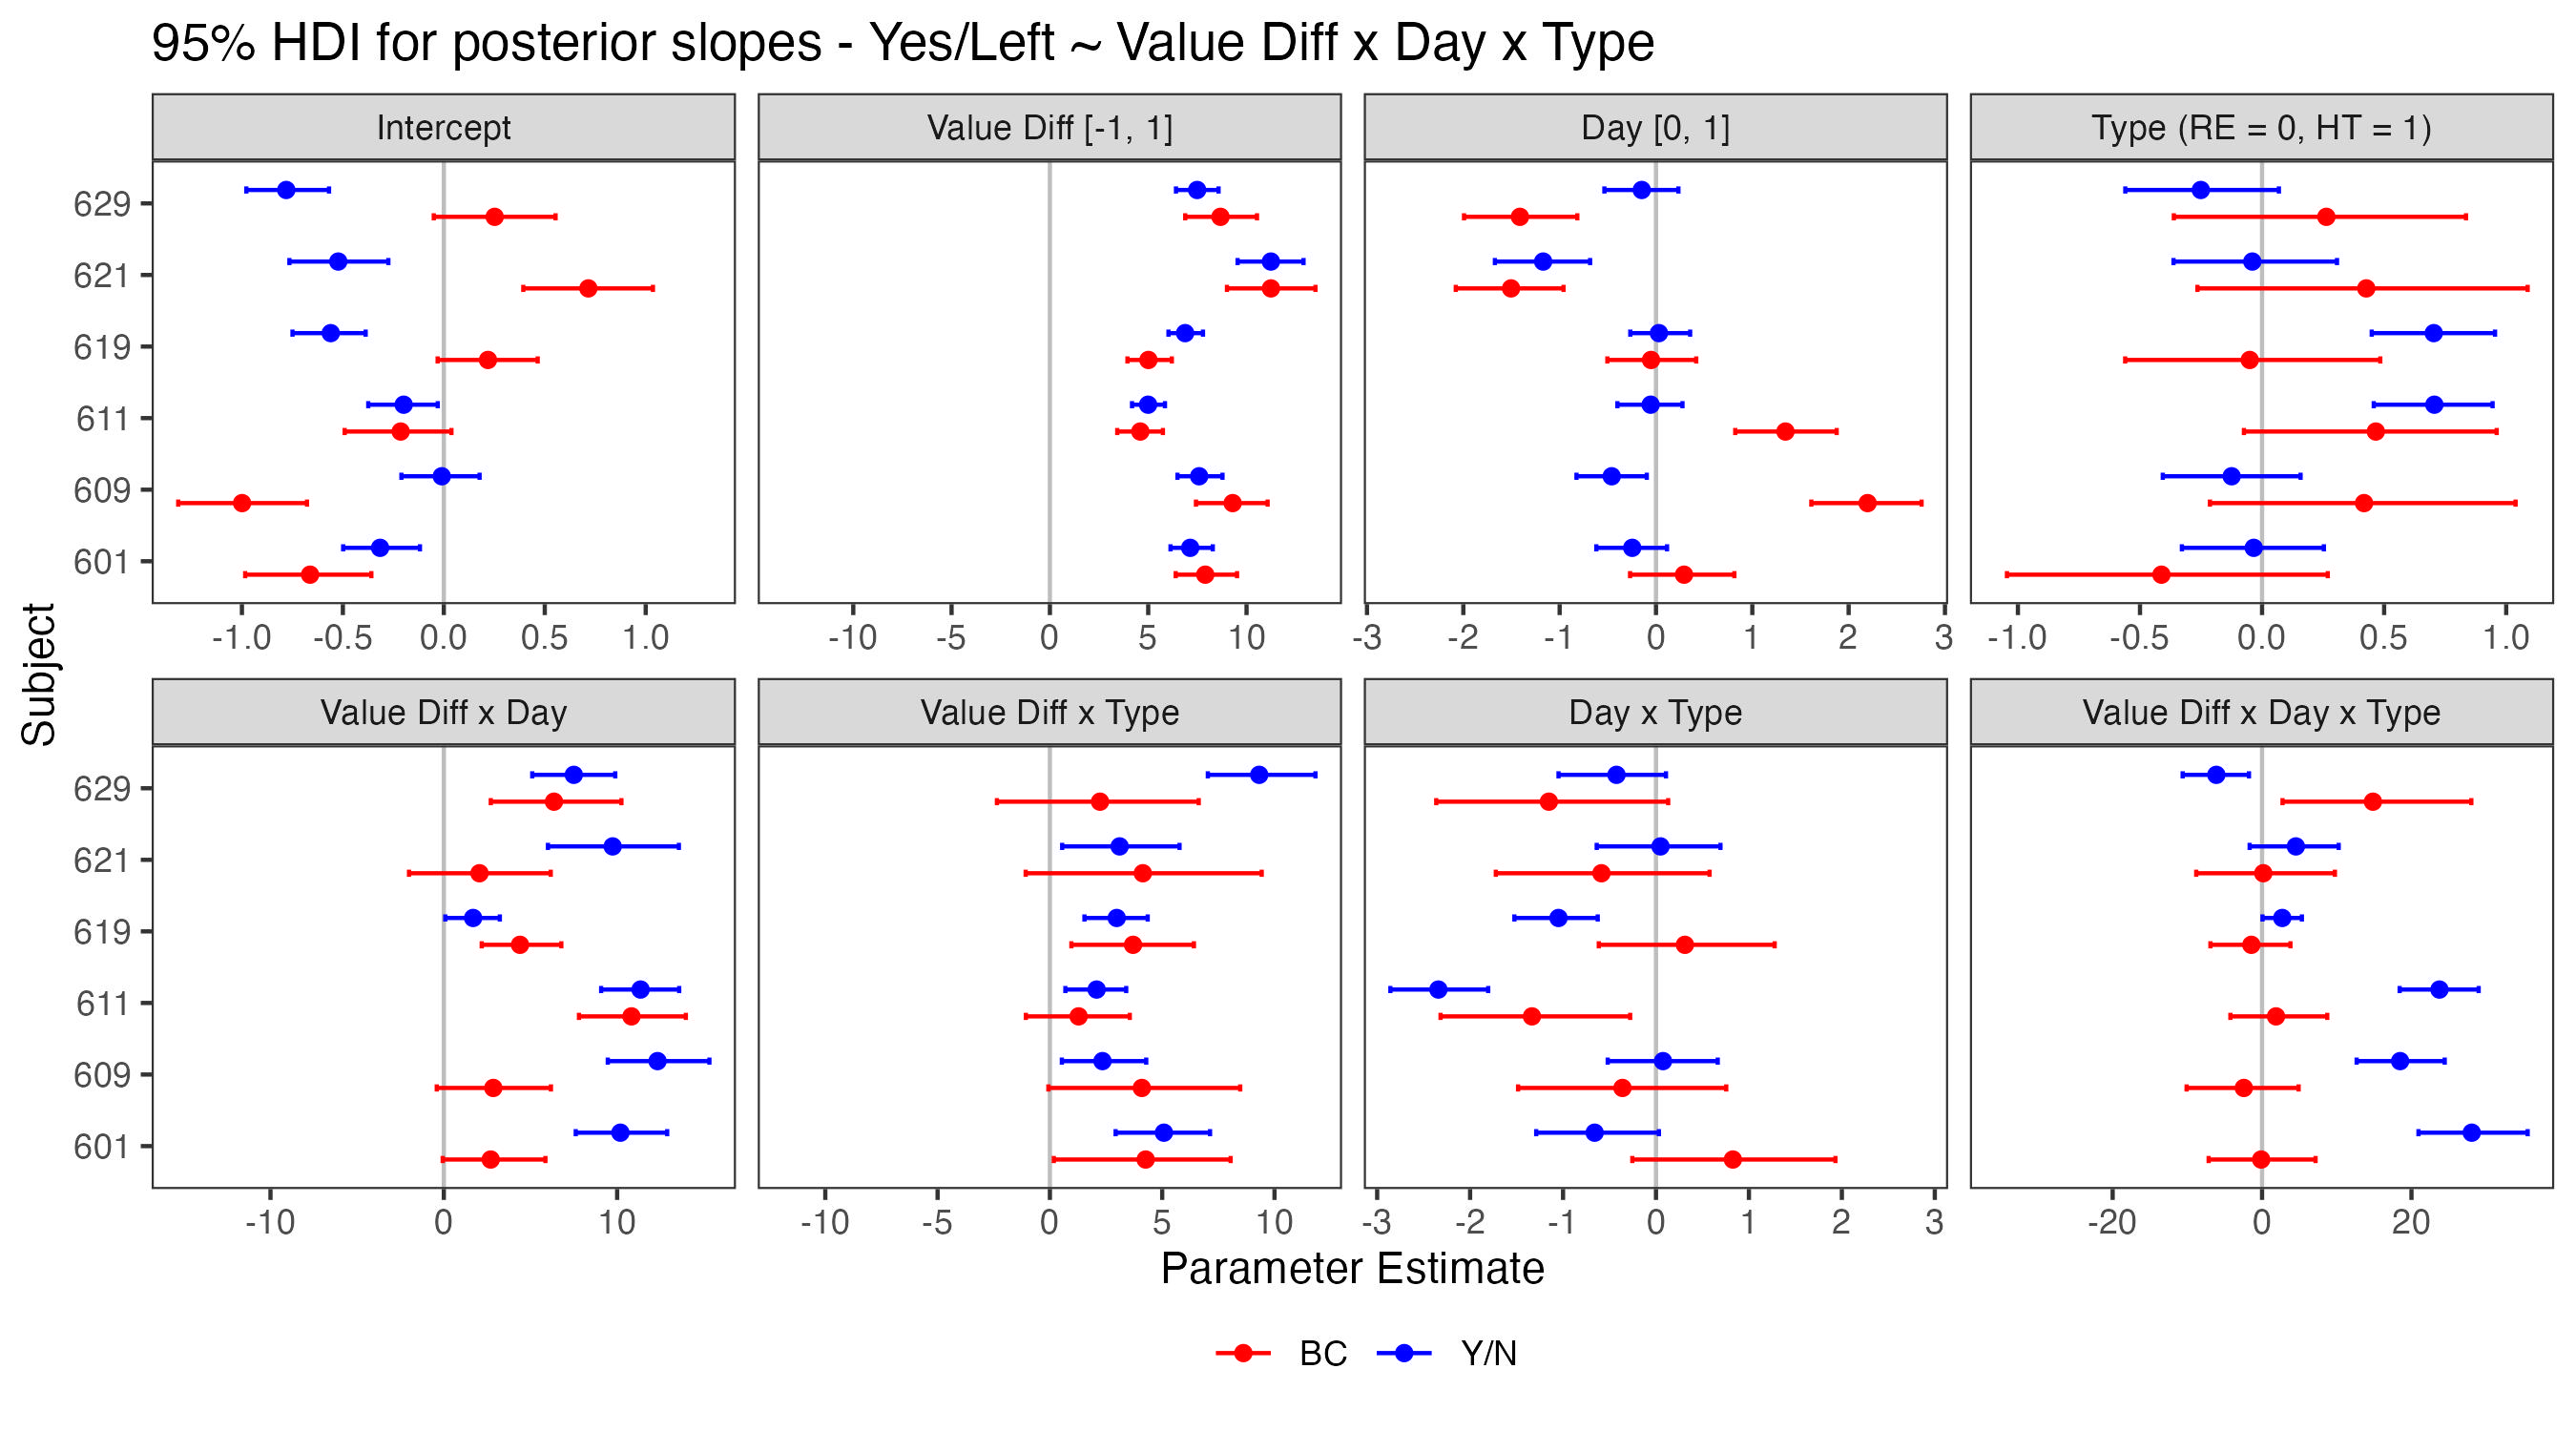 95% HDI for posterior slopes - Yes/Left ~ Value Diff x Day x Type
Intercept
Value Diff [-1, 1]
Day [0, 1]
Type (RE = 0, HT = 1)
629
621
619
611
609
601
-1.0 -0.5 0.0 0.5 1.0
-10 -5 0 5 10
-3 -2 -1 0 1 2 3
-1.0 -0.5 0.0 0.5 1.0
Subject
Value Diff x Day
Value Diff x Type
Day x Type
Value Diff x Day x Type
629
621
619
611
609
601
-10 0 10
-10 -5 0 5 10
-3 -2 -1 0 1 2 3
-20 0 20
Parameter Estimate
BC Y/N